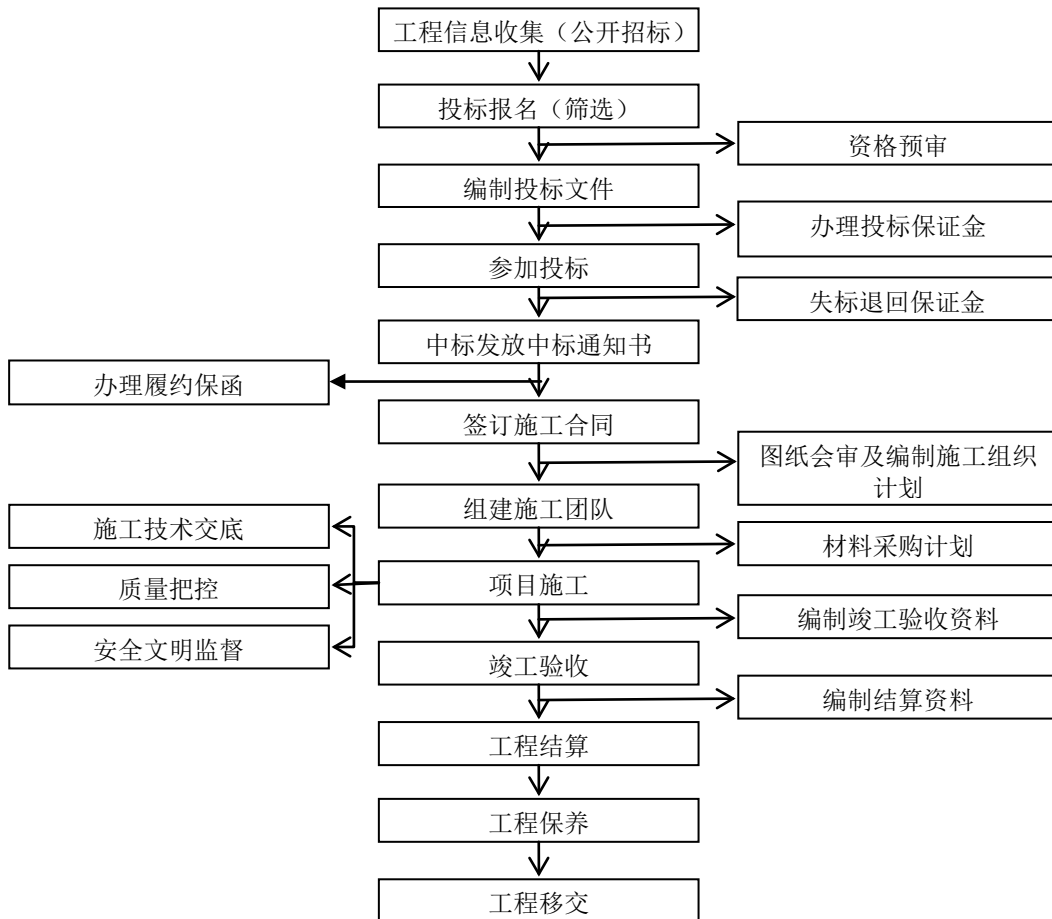 工程信息收集（公开招标）
投标报名（筛选）
资格预审
编制投标文件
办理投标保证金
参加投标
失标退回保证金
中标发放中标通知书
办理履约保函
签订施工合同
图纸会审及编制施工组织
计划
组建施工团队
施工技术交底
材料采购计划
项目施工
质量把控
编制竣工验收资料
安全文明监督
竣工验收
编制结算资料
工程结算
工程保养
工程移交